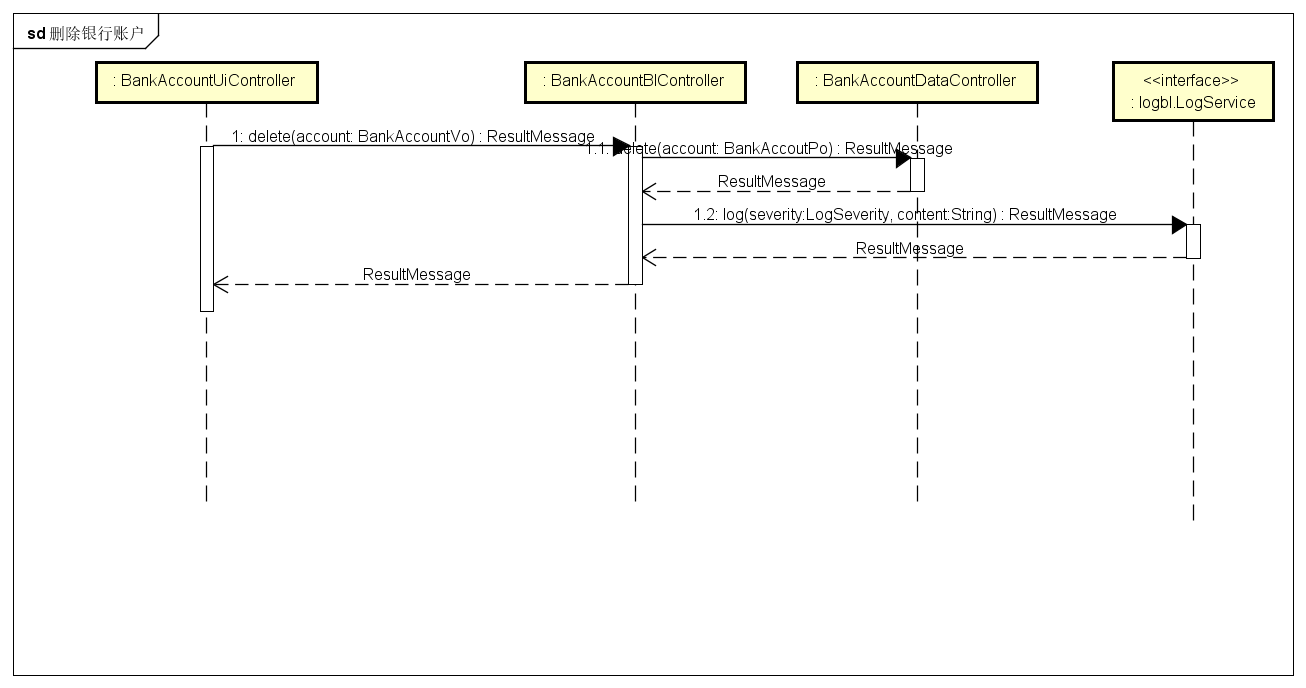 sd 删除银行账户
: BankAccountUiController
: BankAccountBlController
: BankAccountDataController
<<interface>>
: logbl.LogService
1: delete(account: BankAccountVo) : ResultMessage
1.1: delete(account: BankAccoutPo) : ResultMessage
ResultMessage
1.2: log(severity:LogSeverity, content:String) : ResultMessage
ResultMessage
ResultMessage